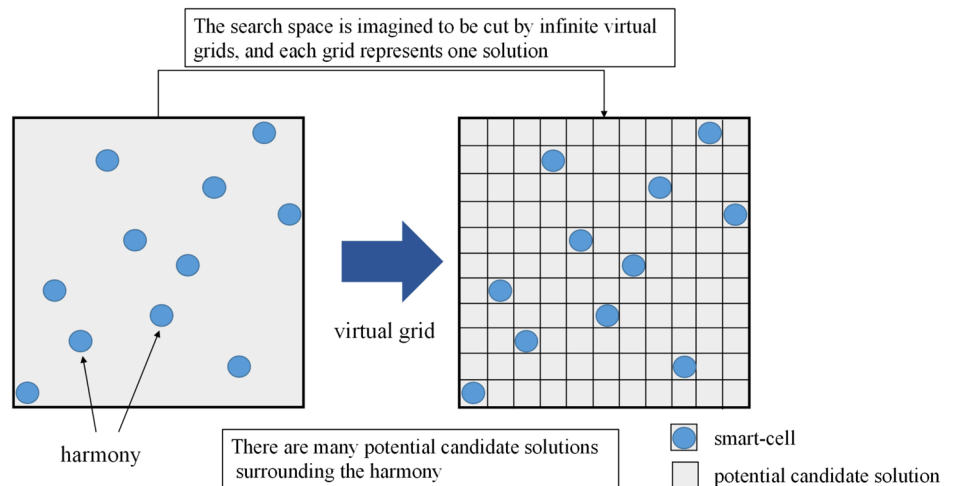 The search space is imagined to be cut by infinite virtual
grids, and each grid represents one solution
virtual grid
harmony
There are many potential candidate solutions
surrounding the harmony
smart-cell
potential candidate solution